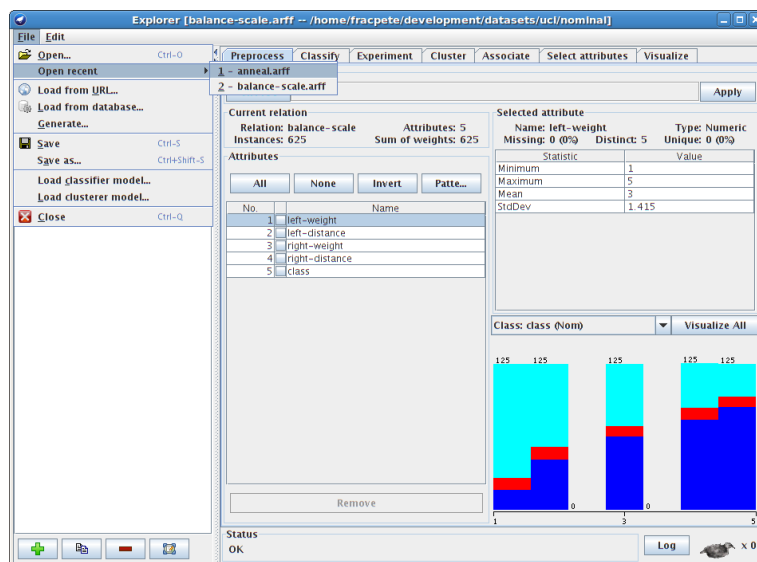 Explorer [balance-scale.arff -- /home/fracpete/development/datasets/uci/nominal]
File Edit
Open... Ctrl-O
Open recent
1 - anneal.arff
2 - balance-scale.arff
Load from URL...
Load from database...
Generate...
Save Ctrl-S
Save as... Ctrl+Shift-S
Load classifier model...
Load clusterer model...
Close Ctrl-Q
Preprocess Classify Experiment Cluster Associate Select attributes Visualize
Apply
Current relation
Relation: balance-scale Attributes: 5
Instances: 625 Sum of weights: 625
Attributes
All None Invert Patte...
No. Name
1 left-weight
2 left-distance
3 right-weight
4 right-distance
5 class
Remove
Selected attribute
Name: left-weight Type: Numeric
Missing: 0 (0%) Distinct: 5 Unique: 0 (0%)
Statistic Value
Minimum 1
Maximum 5
Mean 3
StdDev 1.415
Class: class (Nom) Visualize All
125 125 125 125 125
0 0
1 3 5
Status
OK
Log x 0